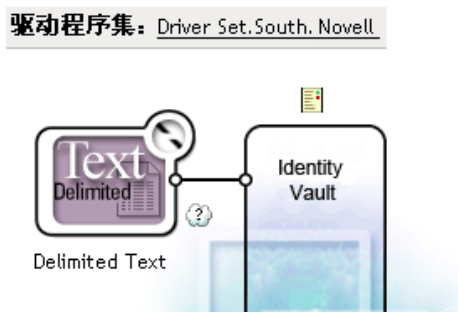 驱动程序集：Driver Set.South. Novell
Text
Delimited
Identity
Vault
?
Delimited Text